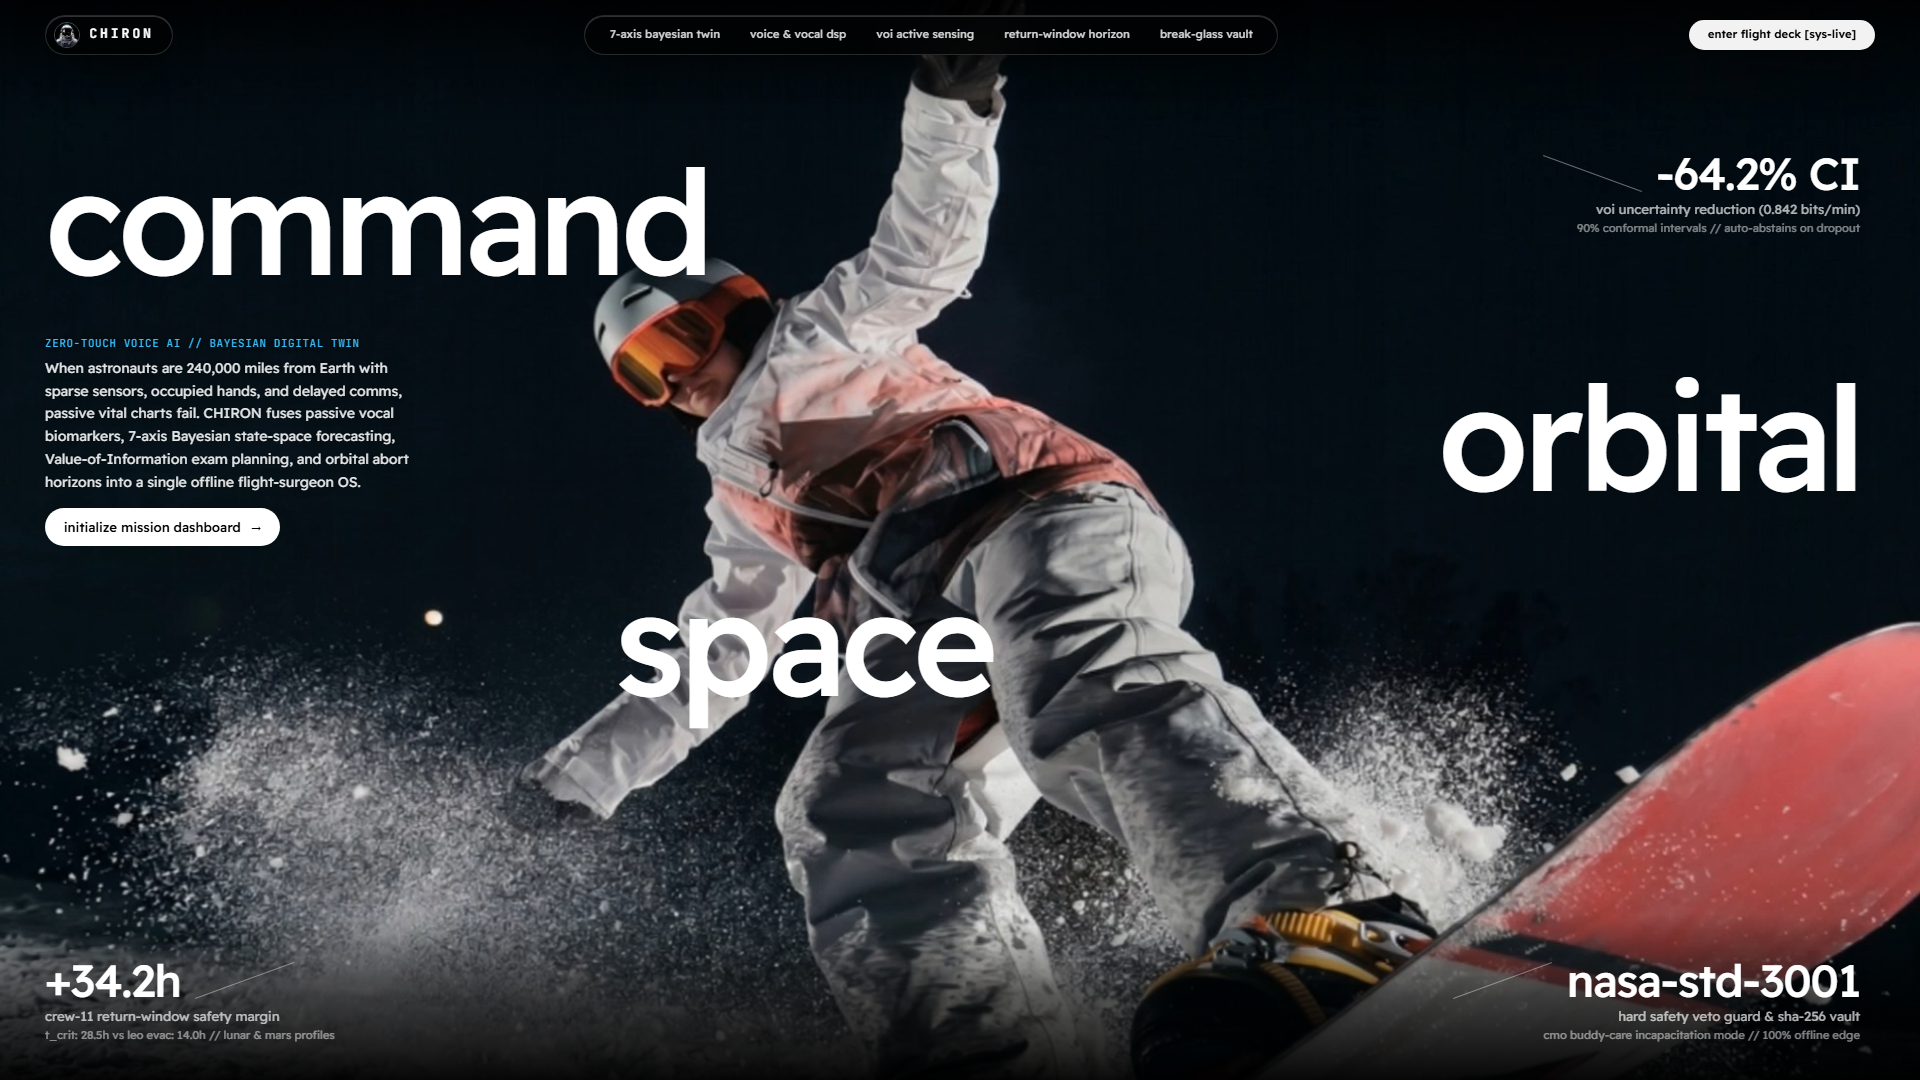 CHIRON
7-axis bayesian twin
voice & vocal dsp
voi active sensing
return-window horizon
break-glass vault
enter flight deck [sys-live]
command
-64.2% CI
voi uncertainty reduction (0.842 bits/min)
90% conformal intervals // auto-abstains on dropout
ZERO-TOUCH VOICE AI // BAYESIAN DIGITAL TWIN
When astronauts are 240,000 miles from Earth with
sparse sensors, occupied hands, and delayed comms,
passive vital charts fail. CHIRON fuses passive vocal
biomarkers, 7-axis Bayesian state-space forecasting,
Value-of-Information exam planning, and orbital abort
horizons into a single offline flight-surgeon OS.
initialize mission dashboard →
orbital
space
+34.2h
crew-11 return-window safety margin
t_crit: 28.5h vs leo evac: 14.0h // lunar & mars profiles
nasa-std-3001
hard safety veto guard & sha-256 vault
cmo buddy-care incapacitation mode // 100% offline edge